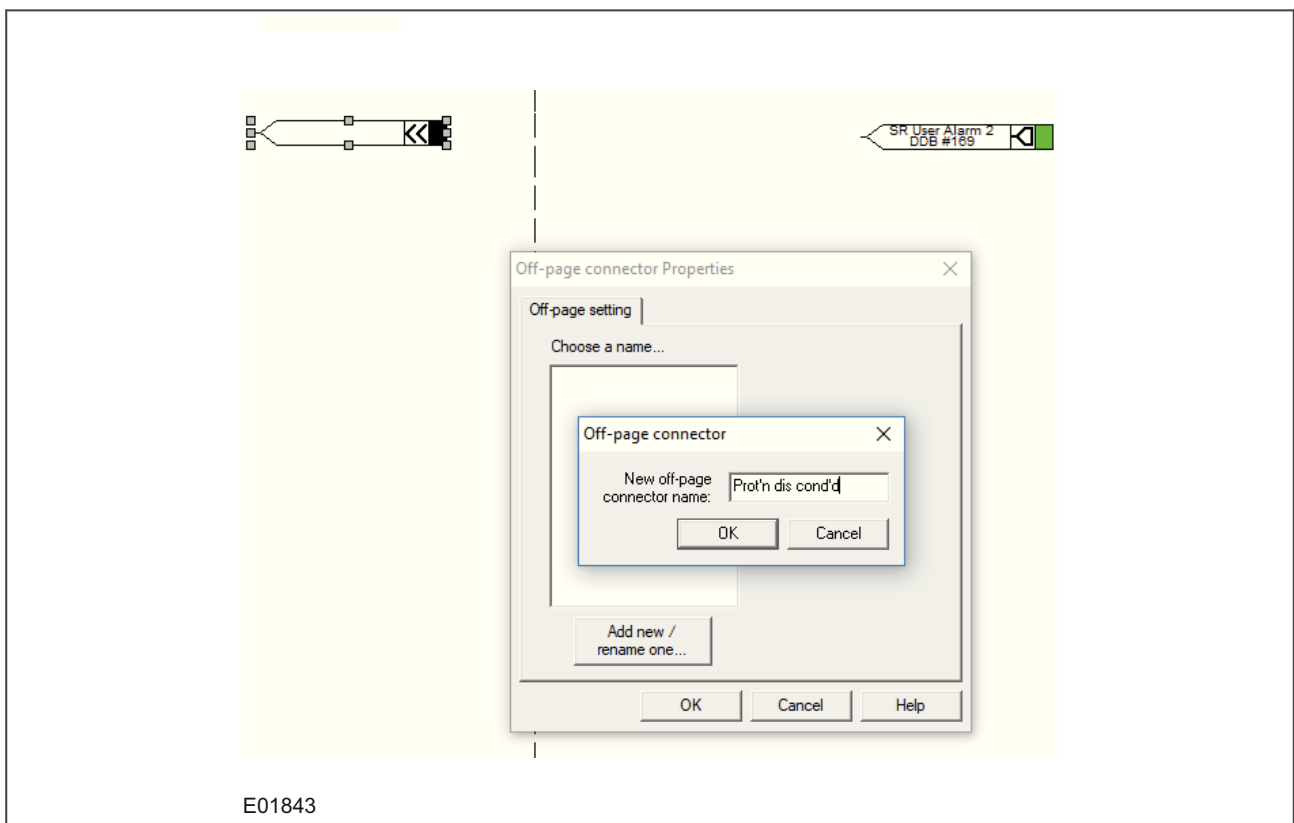 SR User Alarm 2
DDB #169
Off-page connector Properties
Off-page setting
Choose a name...
Off-page connector
New off-page
connector name:
Prot'n dis cond'd
OK
Cancel
Add new /
rename one...
OK
Cancel
Help
E01843